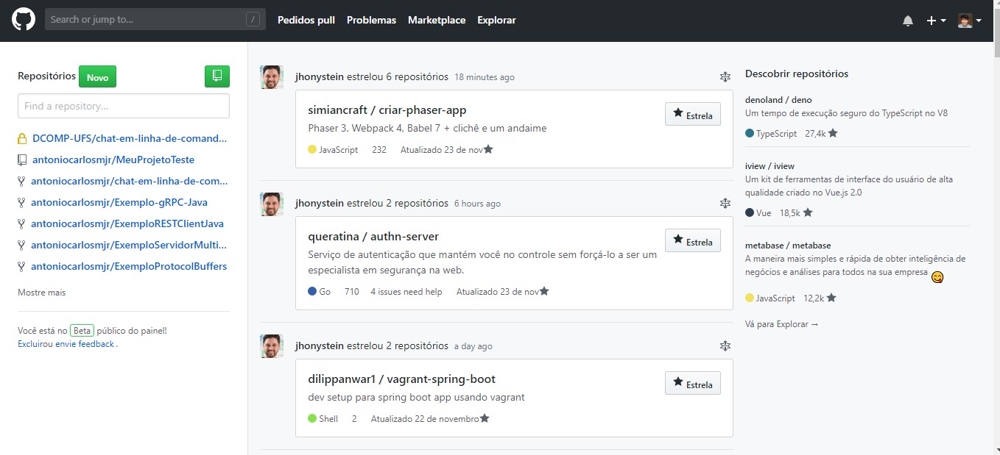 Search or jump to... /
Pedidos pull Problemas Marketplace Explorar
Repositórios Novo
Find a repository...
DCOMP-UFS/chat-em-linha-de-comand...
antoniocarlosmjr/MeuProjetoTeste
antoniocarlosmjr/chat-em-linha-de-com...
antoniocarlosmjr/Exemplo-gRPC-Java
antoniocarlosmjr/ExemploRESTClientJava
antoniocarlosmjr/ExemploServidorMulti...
antoniocarlosmjr/ExemploProtocolBuffers
Mostre mais
Você está no Beta público do painel!
Excluirou envie feedback .
jhonystein estrelou 6 repositórios 18 minutes ago
simiancraft / criar-phaser-app
Estrela
Phaser 3, Webpack 4, Babel 7 + clichê e um andaime
JavaScript 232 Atualizado 23 de nov
jhonystein estrelou 2 repositórios 6 hours ago
queratina / authn-server
Estrela
Serviço de autenticação que mantém você no controle sem forçá-lo a ser um
especialista em segurança na web.
Go 710 4 issues need help Atualizado 23 de nov
jhonystein estrelou 2 repositórios a day ago
dilippanwar1 / vagrant-spring-boot
Estrela
dev setup para spring boot app usando vagrant
Shell 2 Atualizado 22 de novembro
Descobrir repositórios
denoland / deno
Um tempo de execução seguro do TypeScript no V8
TypeScript 27,4k
iview / iview
Um kit de ferramentas de interface do usuário de alta
qualidade criado no Vue.js 2.0
Vue 18,5k
metabase / metabase
A maneira mais simples e rápida de obter inteligência de
negócios e análises para todos na sua empresa 😋
JavaScript 12,2k
Vá para Explorar →